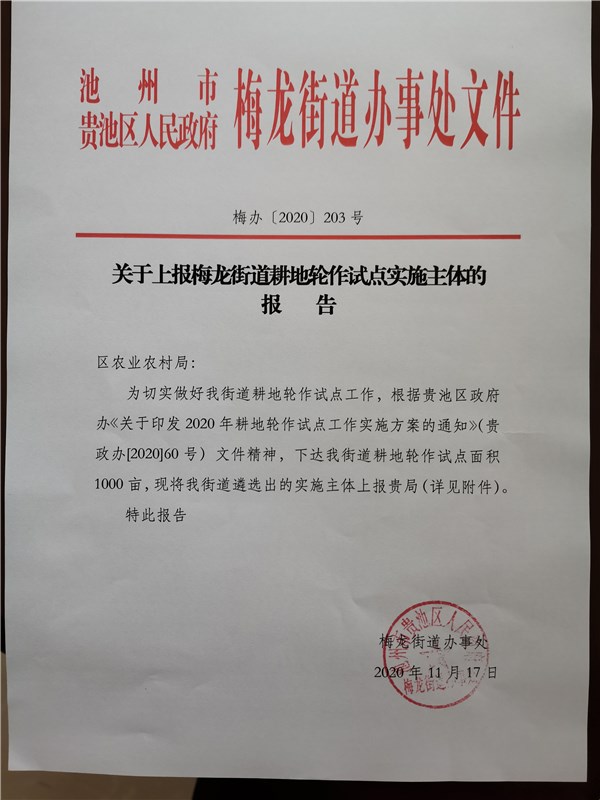 池州市
贵池区人民政府 梅龙街道办事处文件
梅办〔2020〕203号
关于上报梅龙街道耕地轮作试点实施主体的
报 告
区农业农村局：
为切实做好我街道耕地轮作试点工作，根据贵池区政府
办《关于印发2020年耕地轮作试点工作实施方案的通知》（贵
政办[2020]60号）文件精神，下达我街道耕地轮作试点面积
1000亩，现将我街道遴选出的实施主体上报贵局（详见附件）。
特此报告
梅龙街道办事处
2020年11月17日